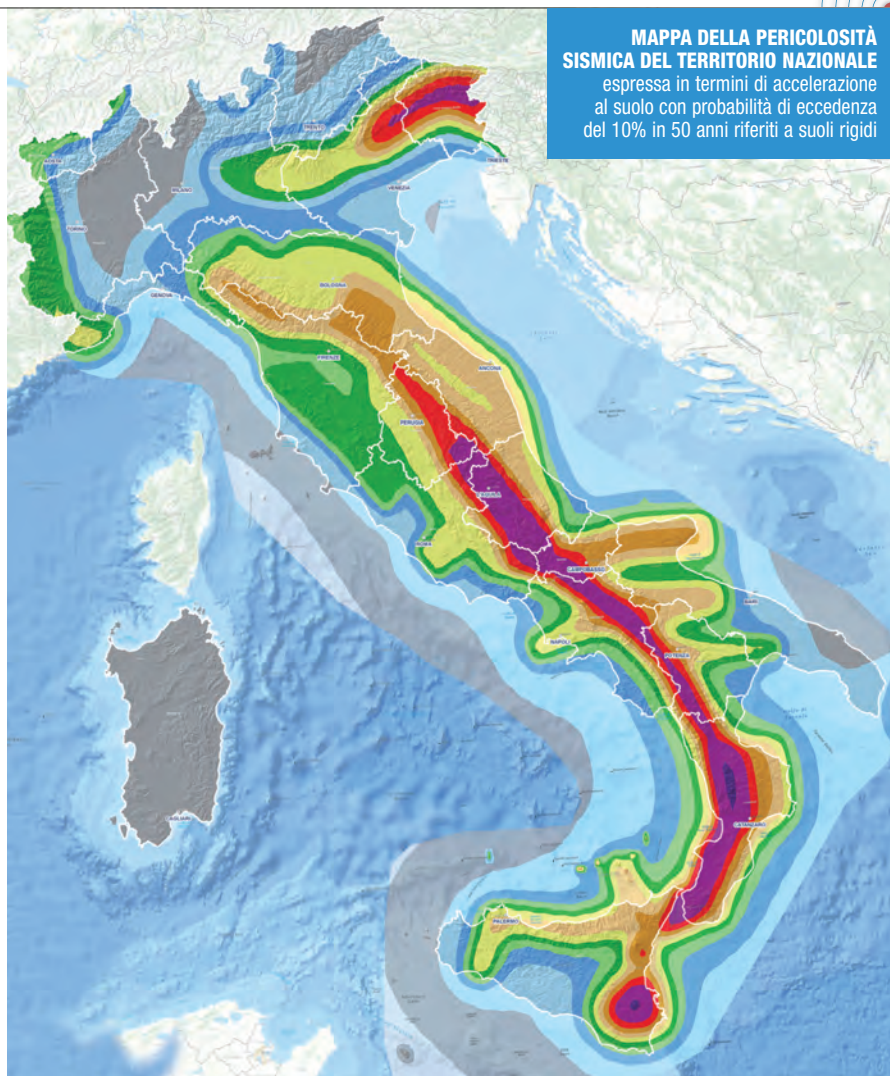 MAPPA DELLA PERICOLOSITÀ
SISMICA DEL TERRITORIO NAZIONALE
espressa in termini di accelerazione
al suolo con probabilità di eccedenza
del 10% in 50 anni riferiti a suoli rigidi
TRENTO
AOSTA
TRIESTE
MILANO
VENEZIA
TORINO
GENOVA
BOLOGNA
FIRENZE
ANCONA
PERUGIA
L'AQUILA
ROMA
CAMPOBASSO
BARI
NAPOLI
POTENZA
CAGLIARI
CATANZARO
PALERMO